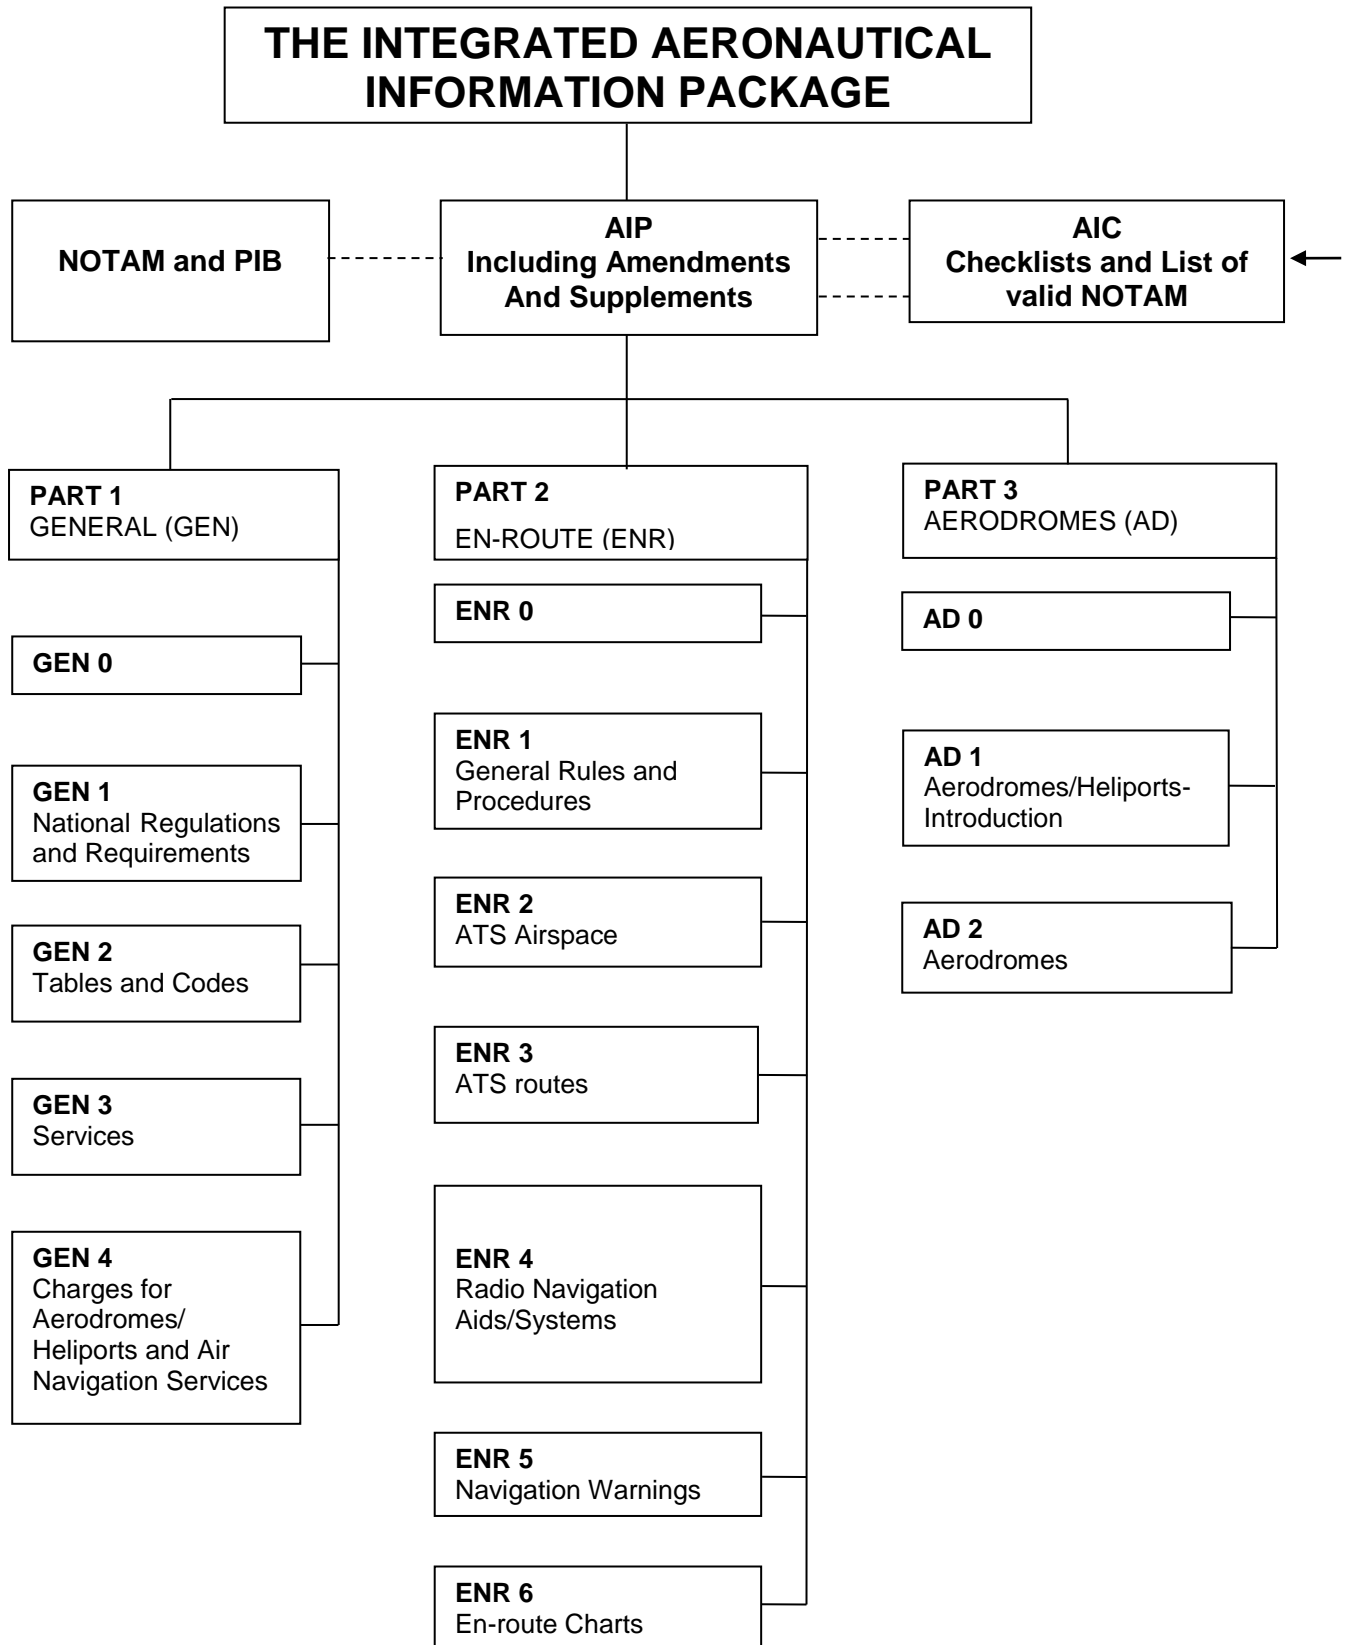 THE INTEGRATED AERONAUTICAL
INFORMATION PACKAGE
NOTAM and PIB
AIP
Including Amendments
And Supplements
AIC
Checklists and List of
valid NOTAM
PART 1
GENERAL (GEN)
GEN 0
GEN 1
National Regulations
and Requirements
GEN 2
Tables and Codes
GEN 3
Services
GEN 4
Charges for
Aerodromes/
Heliports and Air
Navigation Services
PART 2
EN-ROUTE (ENR)
ENR 0
ENR 1
General Rules and
Procedures
ENR 2
ATS Airspace
ENR 3
ATS routes
ENR 4
Radio Navigation
Aids/Systems
ENR 5
Navigation Warnings
ENR 6
En-route Charts
PART 3
AERODROMES (AD)
AD 0
AD 1
Aerodromes/Heliports-
Introduction
AD 2
Aerodromes